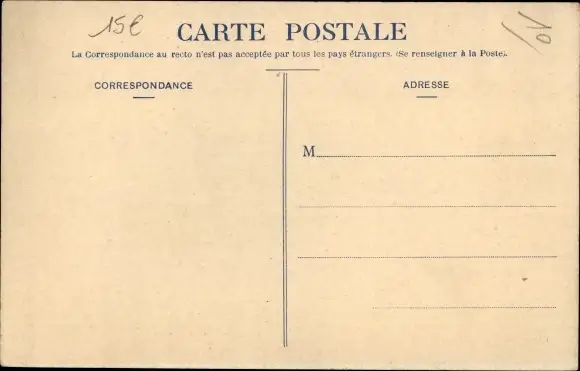 15€
CARTE POSTALE
La Correspondance au recto n'est pas acceptée par tous les pays étrangers. (Se renseigner à la Poste).
CORRESPONDANCE
ADRESSE
M